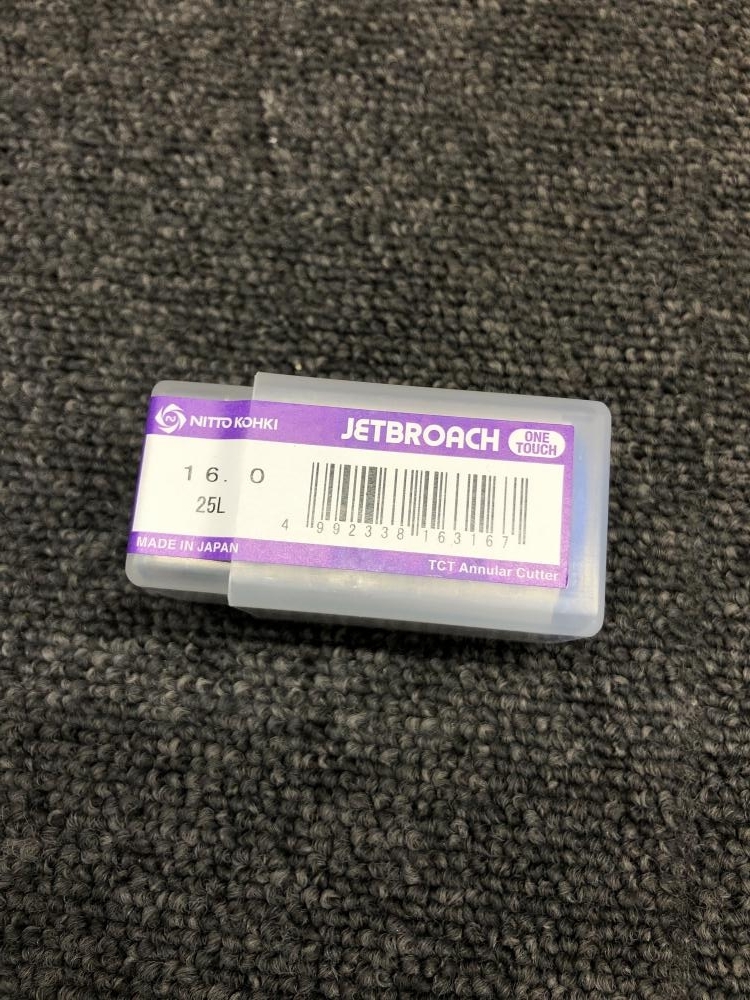 NITTO KOHKI
JETBROACH
ONE
TOUCH
16.0
25L
4 992338 163167
MADE IN JAPAN
TCT Annular Cutter